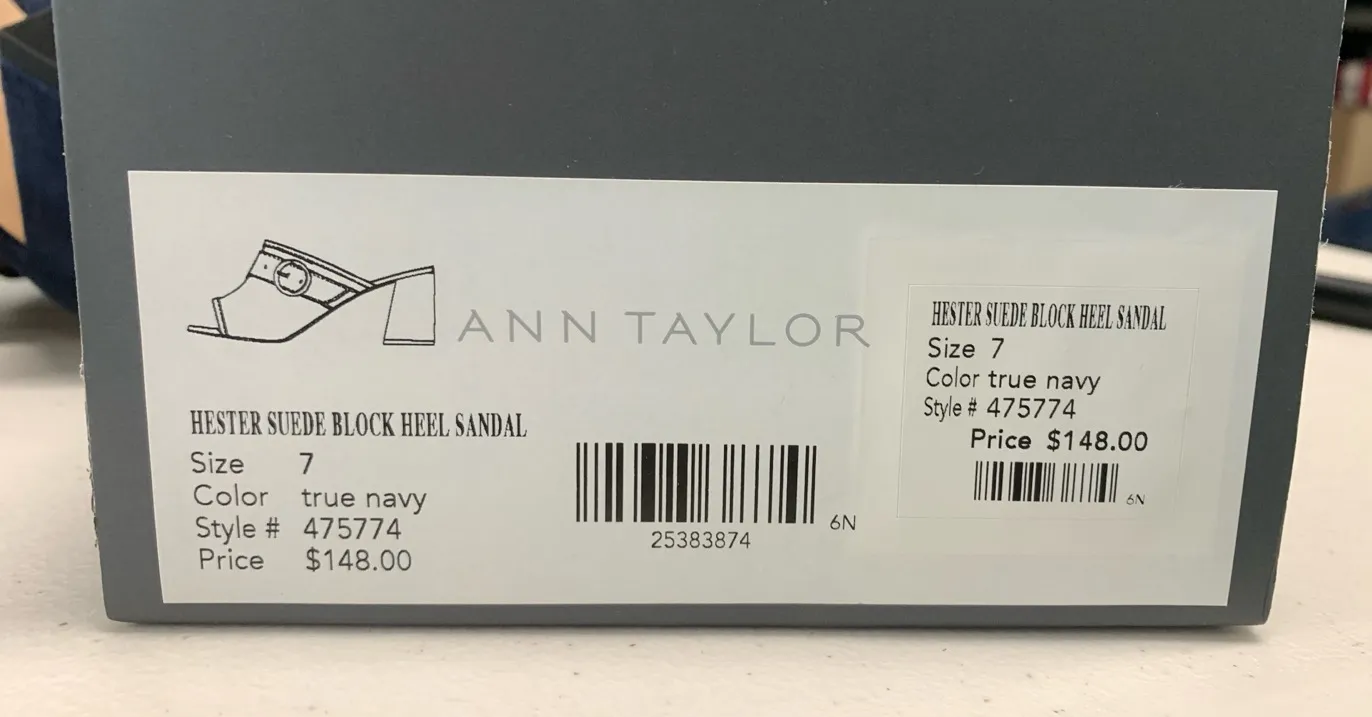 ANN TAYLOR
HESTER SUEDE BLOCK HEEL SANDAL
Size 7
Color true navy
Style # 475774
Price $148.00
25383874
6N
HESTER SUEDE BLOCK HEEL SANDAL
Size 7
Color true navy
Style # 475774
Price $148.00
6N